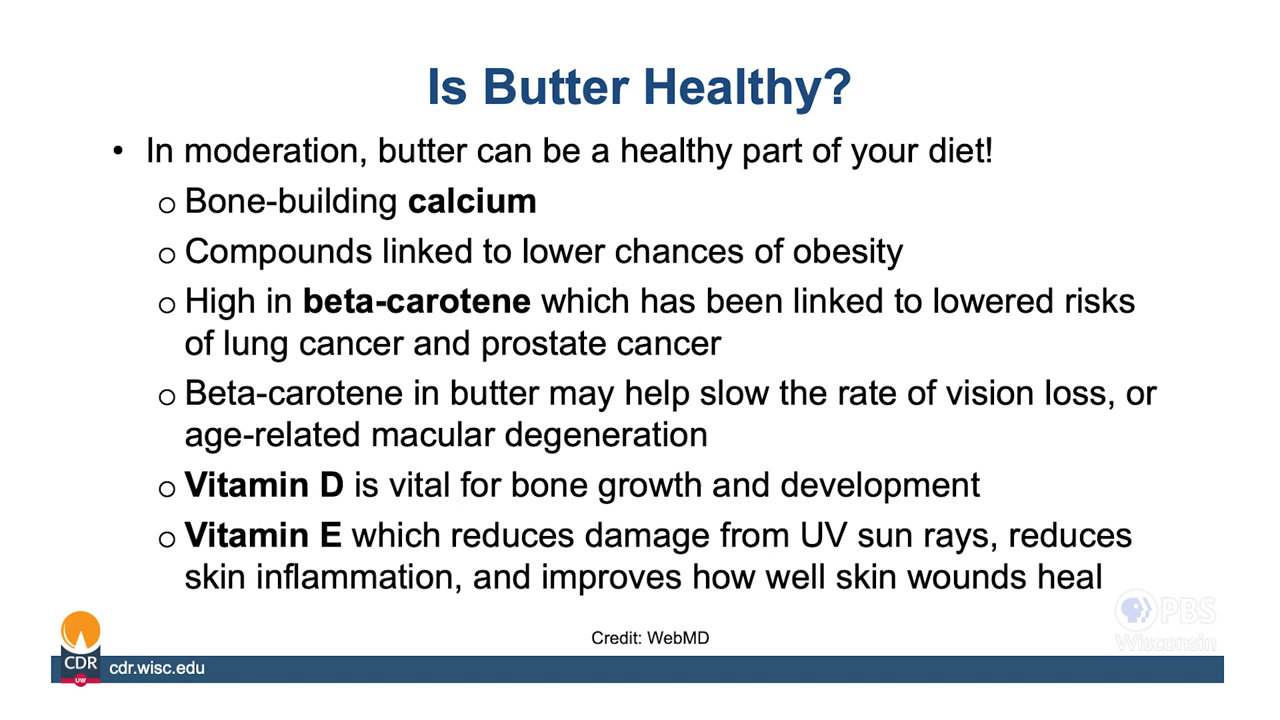 Is Butter Healthy?
• In moderation, butter can be a healthy part of your diet!
o Bone-building calcium
o Compounds linked to lower chances of obesity
o High in beta-carotene which has been linked to lowered risks
of lung cancer and prostate cancer
o Beta-carotene in butter may help slow the rate of vision loss, or
age-related macular degeneration
o Vitamin D is vital for bone growth and development
o Vitamin E which reduces damage from UV sun rays, reduces
skin inflammation, and improves how well skin wounds heal
PBS
Wisconsin
Credit: WebMD
CDR
UW
cdr.wisc.edu